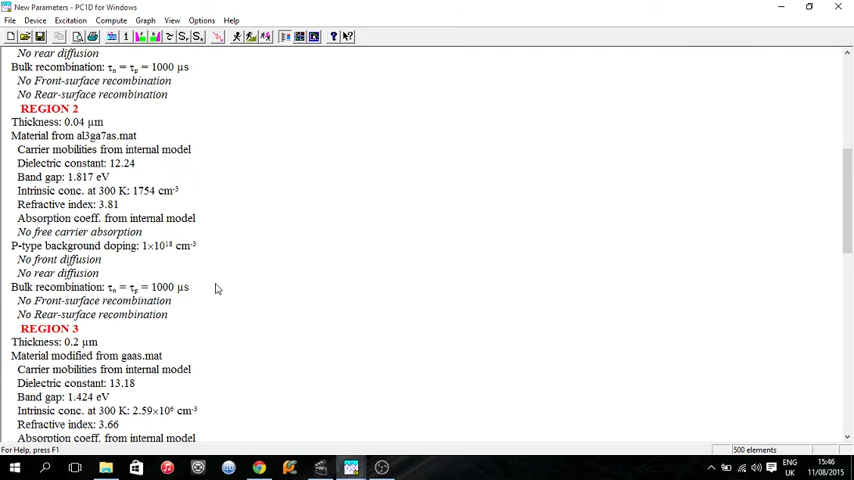 New Parameters - PC1D for Windows
File Device Excitation Compute Graph View Options Help
No rear diffusion
Bulk recombination: τn = τp = 1000 µs
No Front-surface recombination
No Rear-surface recombination
REGION 2
Thickness: 0.04 µm
Material from al3ga7as.mat
Carrier mobilities from internal model
Dielectric constant: 12.24
Band gap: 1.817 eV
Intrinsic conc. at 300 K: 1754 cm-3
Refractive index: 3.81
Absorption coeff. from internal model
No free carrier absorption
P-type background doping: 1×10¹⁸ cm-3
No front diffusion
No rear diffusion
Bulk recombination: τn = τp = 1000 µs
No Front-surface recombination
No Rear-surface recombination
REGION 3
Thickness: 0.2 µm
Material modified from gaas.mat
Carrier mobilities from internal model
Dielectric constant: 13.18
Band gap: 1.424 eV
Intrinsic conc. at 300 K: 2.59×10⁶ cm-3
Refractive index: 3.66
Absorption coeff. from internal model
For Help, press F1
500 elements
ENG
UK
15:46
11/08/2015